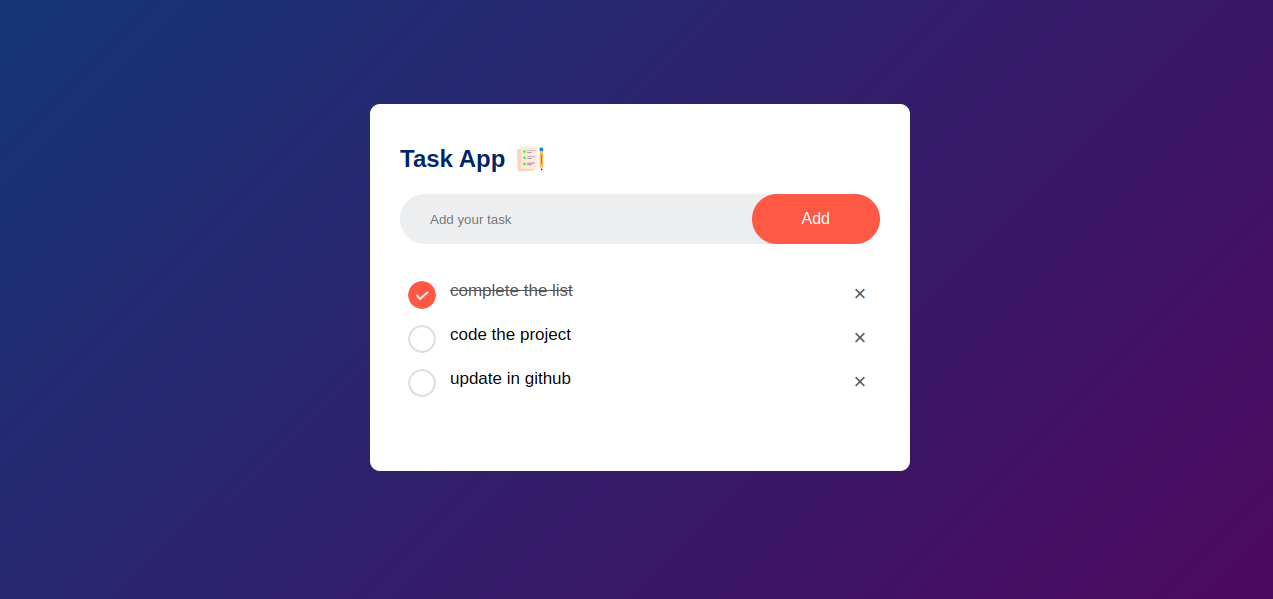 Task App
Add your task
Add
complete the list
×
code the project
×
update in github
×